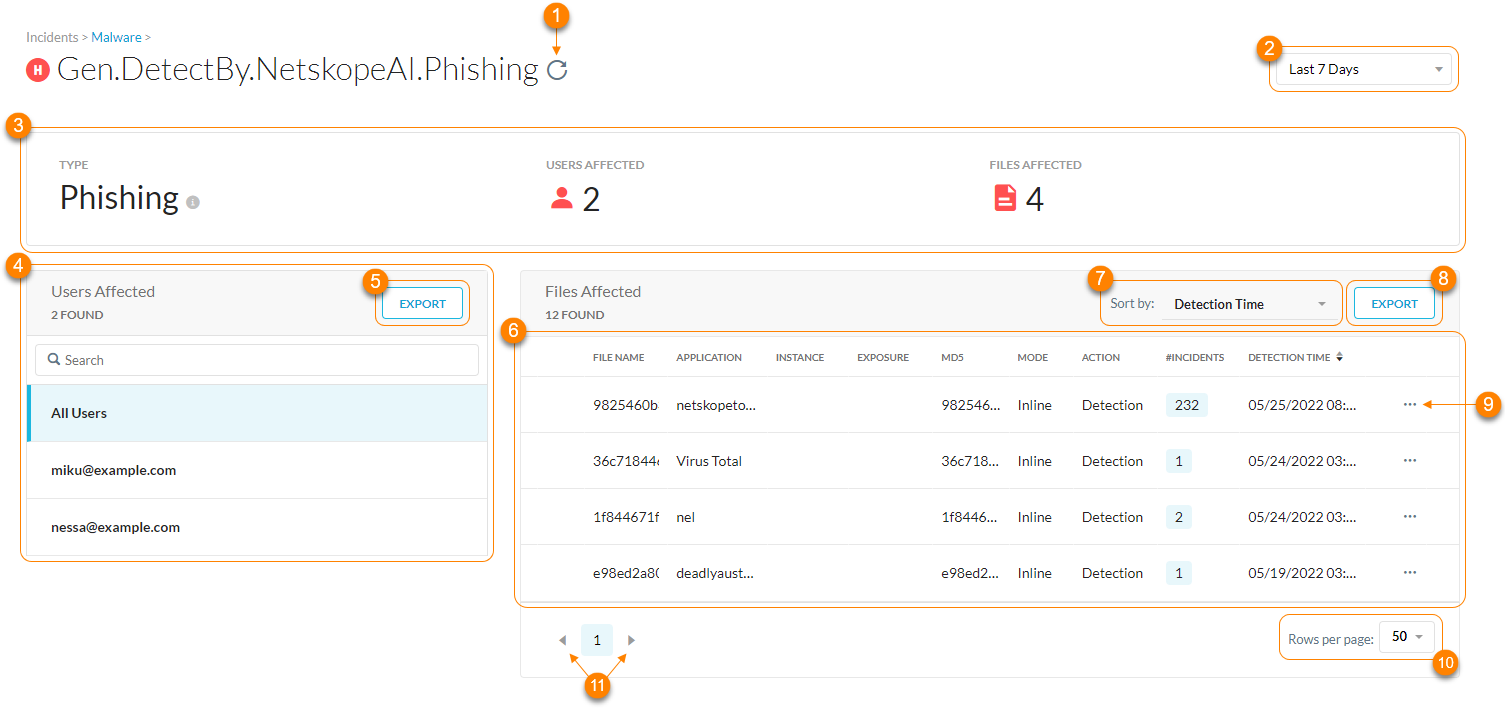 1
Incidents > Malware >
H Gen.DetectBy.NetskopeAI.Phishing
2
Last 7 Days
3
TYPE
USERS AFFECTED
FILES AFFECTED
Phishing i
2
4
4
Users Affected
2 FOUND
5
EXPORT
Search
All Users
miku@example.com
nessa@example.com
Files Affected
12 FOUND
7
Sort by: Detection Time
8
EXPORT
6
FILE NAME APPLICATION INSTANCE EXPOSURE MD5 MODE ACTION #INCIDENTS DETECTION TIME
9825460b netskopeto... 982546... Inline Detection 232 05/25/2022 08:... ...
9
36c71844 Virus Total 36c718... Inline Detection 1 05/24/2022 03:... ...
1f844671f nel 1f8446... Inline Detection 2 05/24/2022 03:... ...
e98ed2a80 deadlyaust... e98ed2... Inline Detection 1 05/19/2022 03:... ...
1
Rows per page: 50
10
11